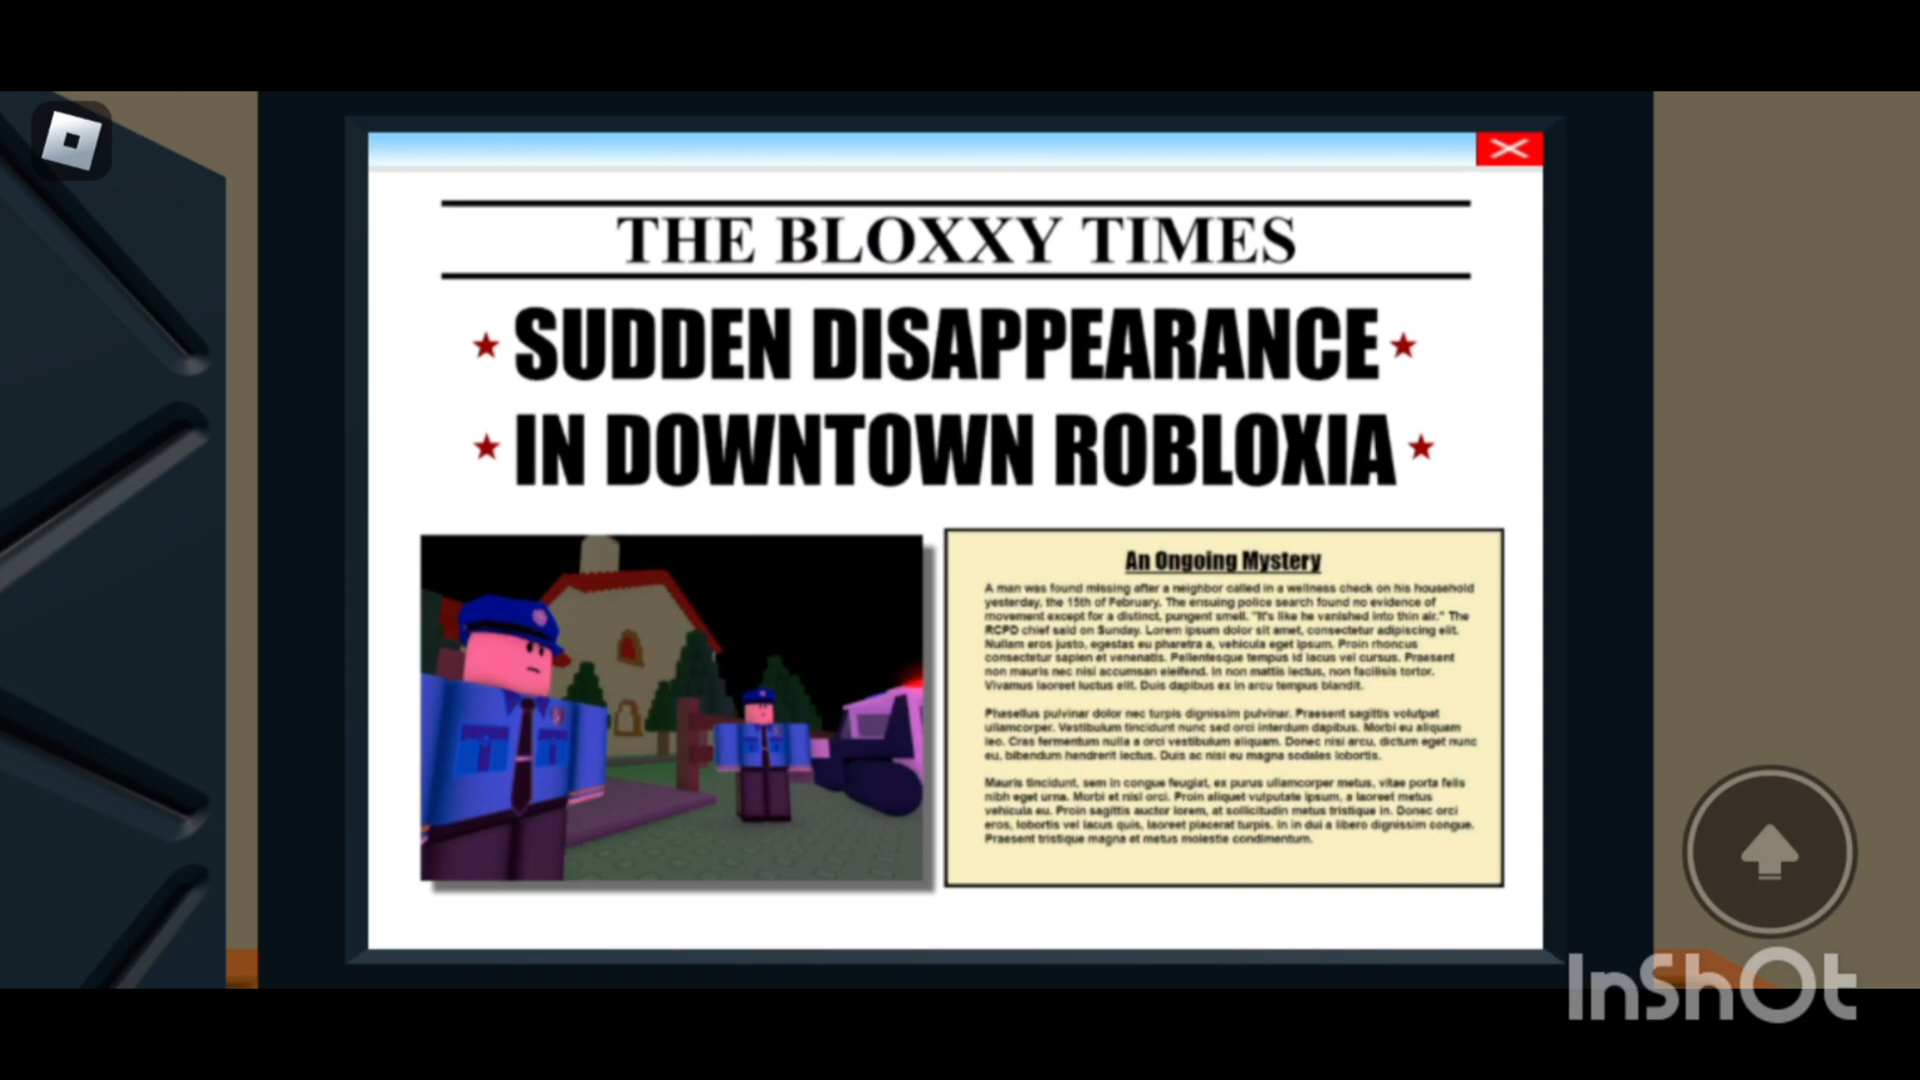 THE BLOXXY TIMES
SUDDEN DISAPPEARANCE
IN DOWNTOWN ROBLOXIA
An Ongoing Mystery
A man was found missing after a neighbor called in a wellness check on his household
yesterday, the 15th of February. The ensuing police search found no evidence of
movement except for a distinct, pungent smell. "It's like he vanished into thin air." The
RCPD chief said on Sunday. Lorem ipsum dolor sit amet, consectetur adipiscing elit.
Nullam eros justo, egestas eu pharetra a, vehicula eget ipsum. Proin rhoncus
consectetur sapien et venenatis. Pellentesque tempus id lacus vel cursus. Praesent
non mauris nec nisi accumsan eleifend. In non mattis lectus, non facilisis tortor.
Vivamus laoreet luctus elit. Duis dapibus ex in arcu tempus blandit.
Phasellus pulvinar dolor nec turpis dignissim pulvinar. Praesent sagittis volutpat
ullamcorper. Vestibulum tincidunt nunc sed orci interdum dapibus. Morbi eu aliquam
leo. Cras fermentum nulla a orci vestibulum aliquam. Donec nisi arcu, dictum eget nunc
eu, bibendum hendrerit lectus. Duis ac nisi eu magna sodales lobortis.
Mauris tincidunt, sem in congue feugiat, ex purus ullamcorper metus, vitae porta felis
nibh eget urna. Morbi et nisl orci. Proin aliquet vulputate ipsum, a laoreet metus
vehicula eu. Proin sagittis auctor lorem, at sollicitudin metus tristique in. Donec orci
eros, lobortis vel lacus quis, laoreet placerat turpis. In in dui a libero dignissim congue.
Praesent tristique magna et metus molestie condimentum.
InShOt